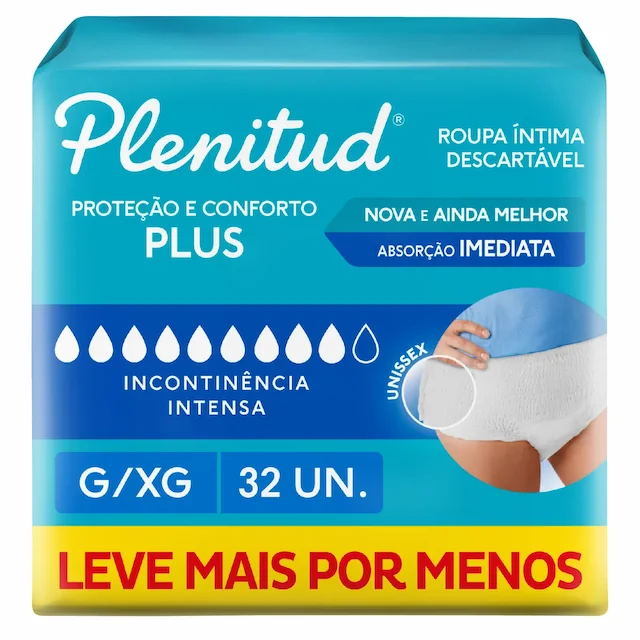 Plenitud®
ROUPA ÍNTIMA
DESCARTÁVEL
PROTEÇÃO E CONFORTO
PLUS
NOVA E AINDA MELHOR
ABSORÇÃO IMEDIATA
INCONTINÊNCIA
INTENSA
UNISSEX
G/XG
32 UN.
LEVE MAIS POR MENOS